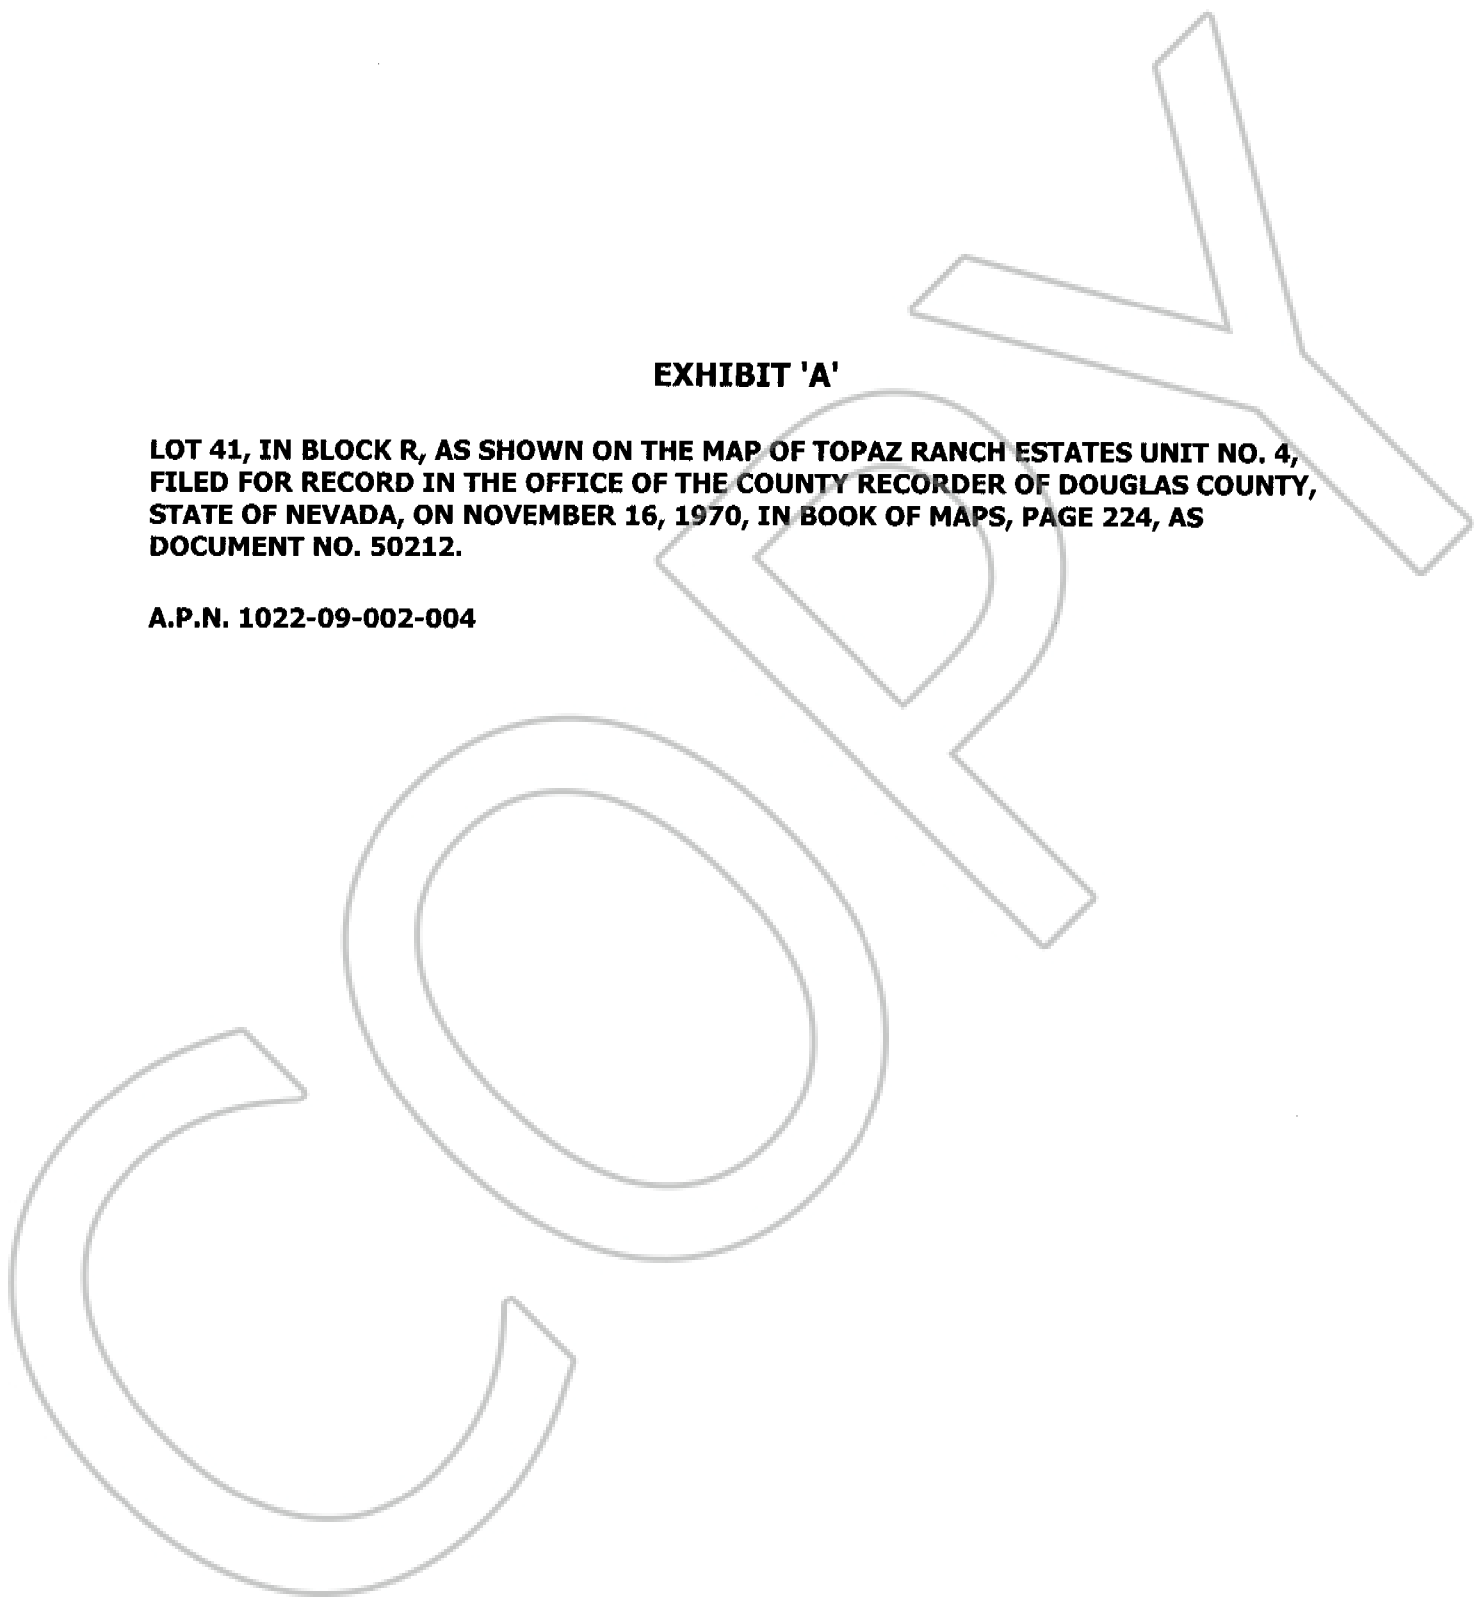 EXHIBIT 'A'
LOT 41, IN BLOCK R, AS SHOWN ON THE MAP OF TOPAZ RANCH ESTATES UNIT NO. 4,
FILED FOR RECORD IN THE OFFICE OF THE COUNTY RECORDER OF DOUGLAS COUNTY,
STATE OF NEVADA, ON NOVEMBER 16, 1970, IN BOOK OF MAPS, PAGE 224, AS
DOCUMENT NO. 50212.
A.P.N. 1022-09-002-004
COPY